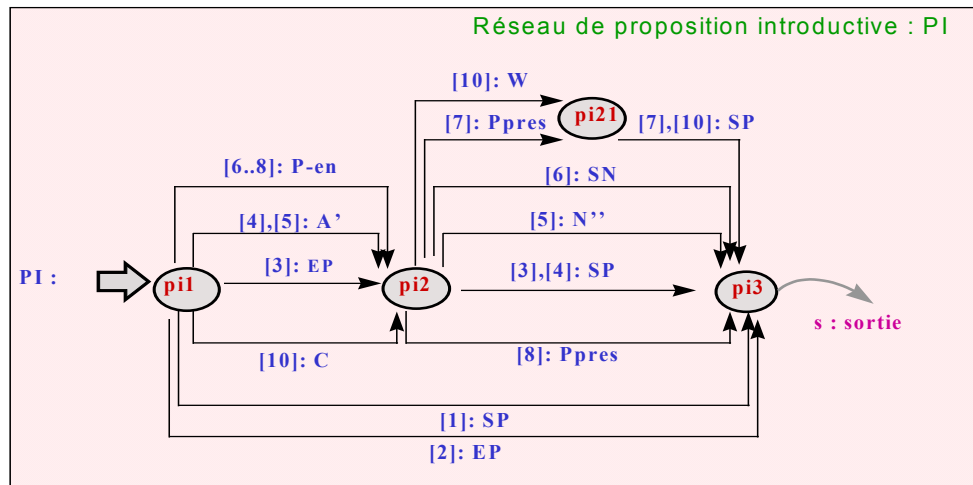 Réseau de proposition introductive : PI
[10]: W
pi21
[7]: Ppres
[7],[10]: SP
[6..8]: P-en
[6]: SN
[4],[5]: A’
[5]: N’’
PI :
pi1
[3]: EP
pi2
[3],[4]: SP
pi3
s : sortie
[10]: C
[8]: Ppres
[1]: SP
[2]: EP